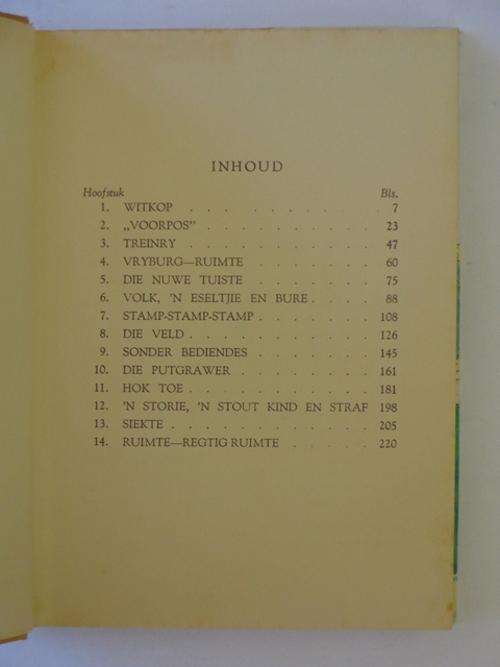 INHOUD
Hoofstuk Bls.
1. WITKOP . . . . . . . . . . 7
2. „VOORPOS” . . . . . . . . . . 23
3. TREINRY . . . . . . . . . . . 47
4. VRYBURG—RUIMTE . . . . . . . 60
5. DIE NUWE TUISTE . . . . . . . 75
6. VOLK, 'N ESELTJIE EN BURE . . . . 88
7. STAMP-STAMP-STAMP . . . . . . . 108
8. DIE VELD . . . . . . . . . . . 126
9. SONDER BEDIENDES . . . . . . . 145
10. DIE PUTGRAWER . . . . . . . . 161
11. HOK TOE . . . . . . . . . . . 181
12. 'N STORIE, 'N STOUT KIND EN STRAF 198
13. SIEKTE . . . . . . . . . . . . 205
14. RUIMTE—REGTIG RUIMTE . . . . . 220